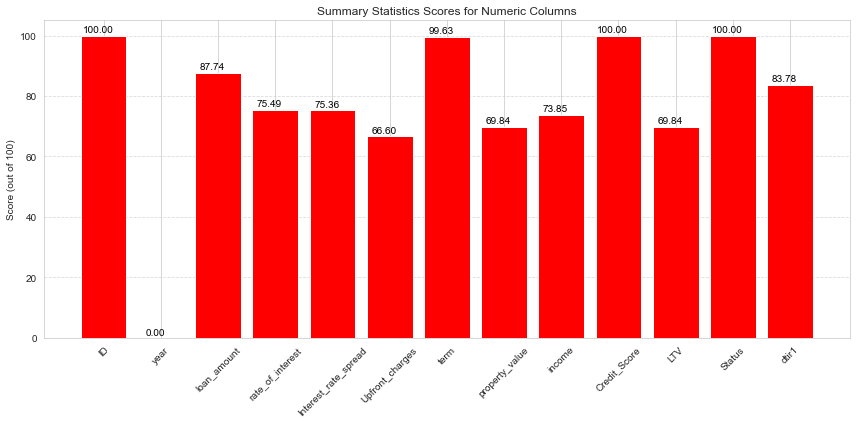 Summary Statistics Scores for Numeric Columns
Score (out of 100)
100
80
60
40
20
0
100.00
0.00
87.74
75.49
75.36
66.60
99.63
69.84
73.85
100.00
69.84
100.00
83.78
ID
year
loan_amount
rate_of_interest
Interest_rate_spread
Upfront_charges
term
property_value
income
Credit_Score
LTV
Status
dtir1